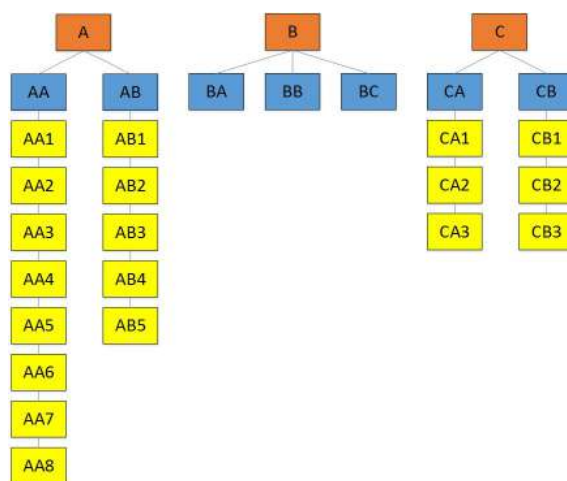 A B C
AA AB BA BB BC CA CB
AA1 AB1 CA1 CB1
AA2 AB2 CA2 CB2
AA3 AB3 CA3 CB3
AA4 AB4
AA5 AB5
AA6
AA7
AA8